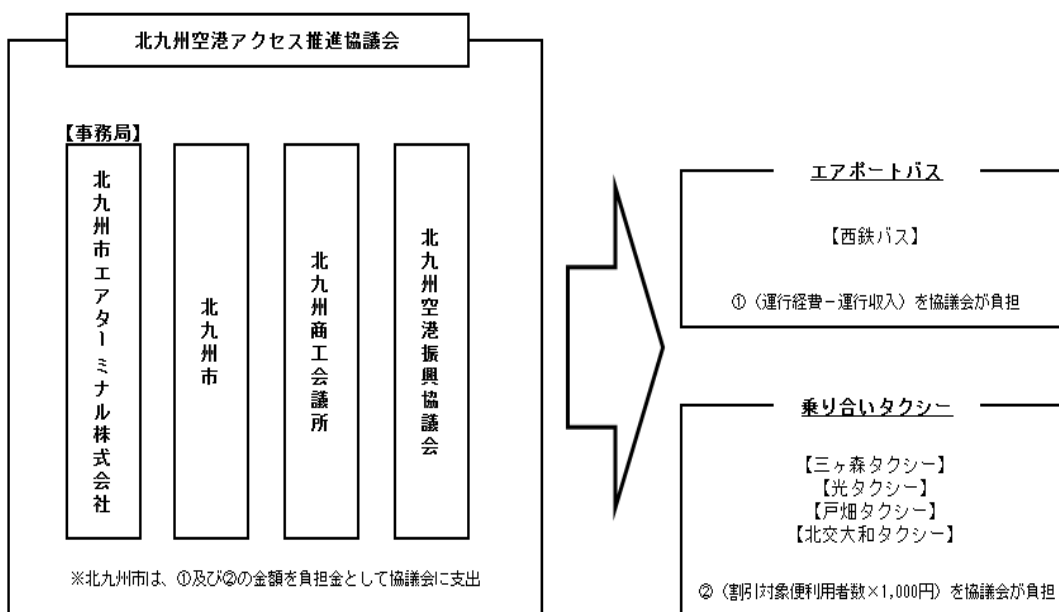 北九州空港アクセス推進協議会
【事務局】
北九州市エアターミナル株式会社
北九州市
北九州商工会議所
北九州空港振興協議会
※北九州市は、①及び②の金額を負担金として協議会に支出
エアポートバス
【西鉄バス】
①（運行経費－運行収入）を協議会が負担
乗り合いタクシー
【三ヶ森タクシー】
【光タクシー】
【戸畑タクシー】
【北交大和タクシー】
②（割引対象便利用者数×1,000円）を協議会が負担